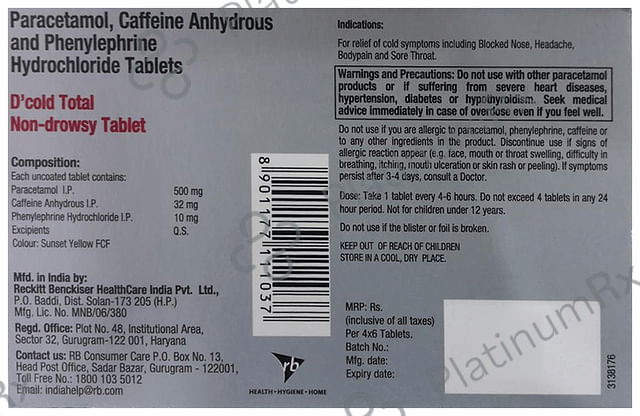 Paracetamol, Caffeine Anhydrous
and Phenylephrine
Hydrochloride Tablets
D'cold Total
Non-drowsy Tablet
Composition:
Each uncoated tablet contains:
Paracetamol I.P. 500 mg
Caffeine Anhydrous I.P. 32 mg
Phenylephrine Hydrochloride I.P. 10 mg
Excipients Q.S.
Colour: Sunset Yellow FCF
Mfd. in India by:
Reckitt Benckiser HealthCare India Pvt. Ltd.,
P.O. Baddi, Dist. Solan-173 205 (H.P.)
Mfg. Lic. No. MNB/06/380
Regd. Office: Plot No. 48, Institutional Area,
Sector 32, Gurugram-122 001, Haryana
Contact us: RB Consumer Care P.O. Box No. 13,
Head Post Office, Sadar Bazar, Gurugram - 122001,
Toll Free No.: 1800 103 5012
Email: indiahelp@rb.com
8 901177 111037
rb
HEALTH • HYGIENE • HOME
Indications:
For relief of cold symptoms including Blocked Nose, Headache,
Bodypain and Sore Throat.
Warnings and Precautions: Do not use with other paracetamol
products or if suffering from severe heart diseases,
hypertension, diabetes or hypothyroidism. Seek medical
advice immediately in case of overdose even if you feel well.
Do not use if you are allergic to paracetamol, phenylephrine, caffeine or
to any other ingredients in the product. Discontinue use if signs of
allergic reaction appear (e.g. face, mouth or throat swelling, difficulty in
breathing, itching, mouth ulceration or skin rash or peeling). If symptoms
persist after 3-4 days, consult a Doctor.
Dose: Take 1 tablet every 4-6 hours. Do not exceed 4 tablets in any 24
hour period. Not for children under 12 years.
Do not use if the blister or foil is broken.
KEEP OUT OF REACH OF CHILDREN
STORE IN A COOL, DRY PLACE.
MRP: Rs.
(inclusive of all taxes)
Per 4x6 Tablets.
Batch No.:
Mfg. date:
Expiry date:
3138176
PlatinumRx